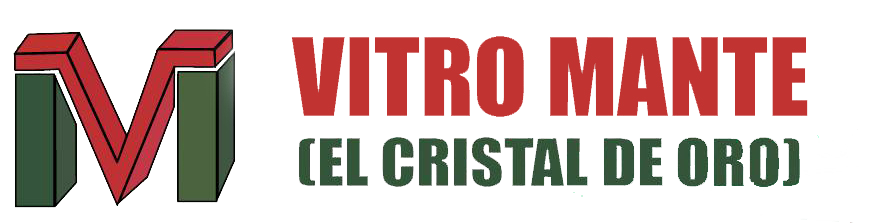 VITRO MANTE
(EL CRISTAL DE ORO)